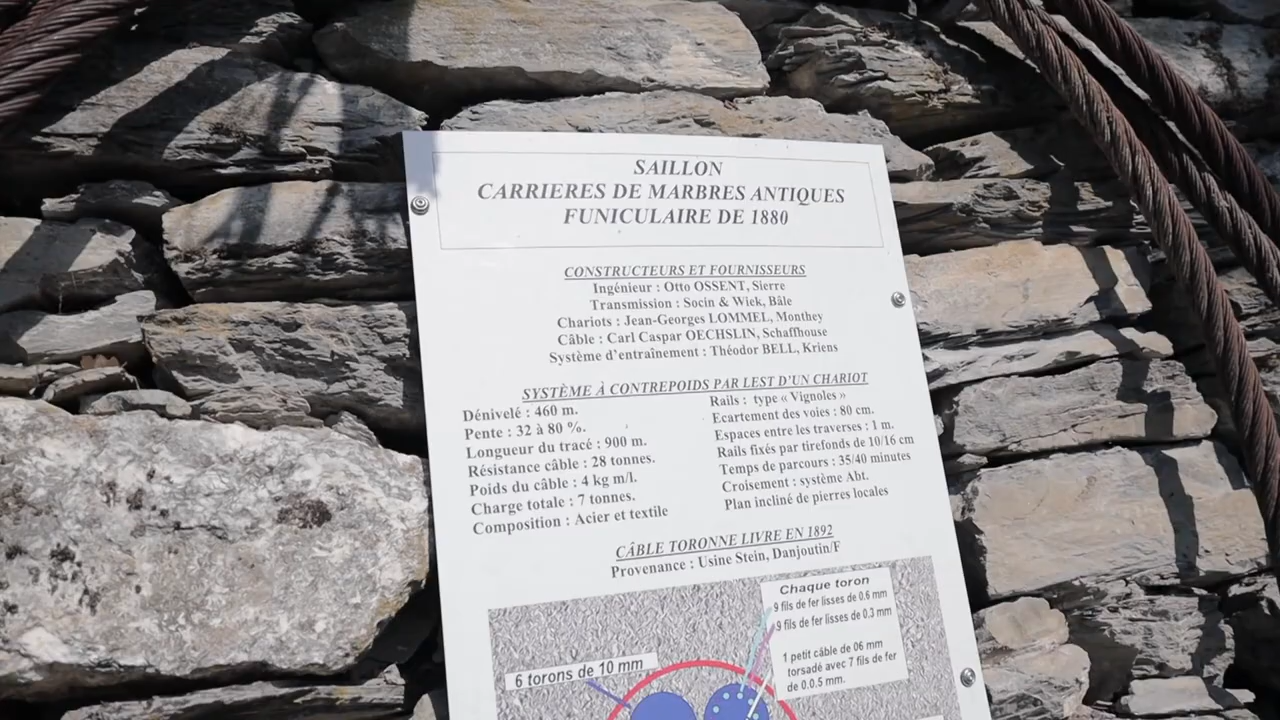 SAILLON
CARRIERES DE MARBRES ANTIQUES
FUNICULAIRE DE 1880
CONSTRUCTEURS ET FOURNISSEURS
Ingénieur : Otto OSSENT, Sierre
Transmission : Socin & Wiek, Bâle
Chariots : Jean-Georges LOMMEL, Monthey
Câble : Carl Caspar OECHSLIN, Schaffhouse
Système d'entraînement : Théodor BELL, Kriens
SYSTÈME À CONTREPOIDS PAR LEST D'UN CHARIOT
Dénivelé : 460 m.
Pente : 32 à 80 %.
Longueur du tracé : 900 m.
Résistance câble : 28 tonnes.
Poids du câble : 4 kg m/l.
Charge totale : 7 tonnes.
Composition : Acier et textile
Rails : type « Vignoles »
Ecartement des voies : 80 cm.
Espaces entre les traverses : 1 m.
Rails fixés par tirefonds de 10/16 cm
Temps de parcours : 35/40 minutes
Croisement : système Abt.
Plan incliné de pierres locales
CÂBLE TORONNE LIVRE EN 1892
Provenance : Usine Stein, Danjoutin/F
Chaque toron
9 fils de fer lisses de 0.6 mm
9 fils de fer lisses de 0,3 mm
1 petit câble de 06 mm
torsadé avec 7 fils de fer
de 0.0.5 mm.
6 torons de 10 mm